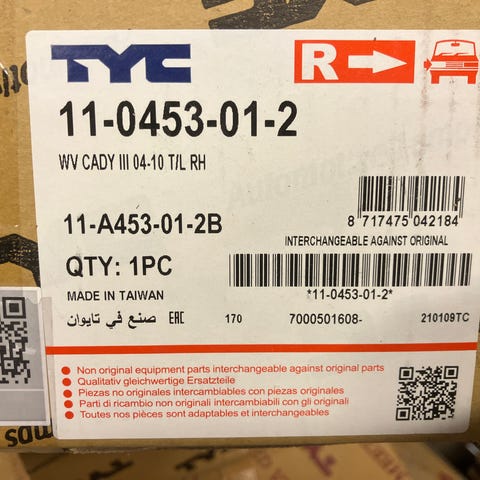 TYC
R
11-0453-01-2
WV CADY III 04-10 T/L RH
8 717475 042184
11-A453-01-2B
INTERCHANGEABLE AGAINST ORIGINAL
QTY: 1PC
MADE IN TAIWAN
*11-0453-01-2*
صنع في تايوان EAC 170 7000501608- 210109TC
Non original equipment parts interchangeable against original parts
Qualitativ gleichwertige Ersatzteile
Piezas no originales intercambiables con piezas originales
Parti di ricambio non originali intercambiabili con gli originali
Toutes nos pièces sont adaptables et interchangeables